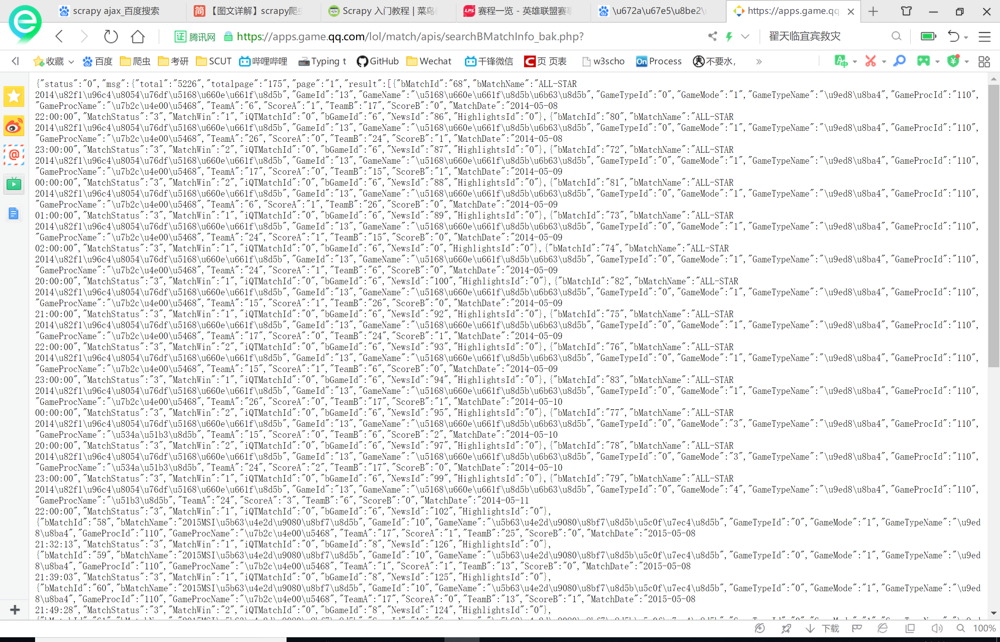 scrapy ajax_百度搜索
简 【图文详解】scrapy爬
Scrapy 入门教程 | 菜鸟
赛程一览 - 英雄联盟赛事
\u672a\u67e5\u8be2\
https://apps.game.qq
证 腾讯网 https://apps.game.qq.com/lol/match/apis/searchBMatchInfo_bak.php?
翟天临宜宾救灾
收藏 百度 爬虫 考研 SCUT 哔哩哔哩 Typing t GitHub Wechat 千锋微信 页 页表 w3scho On Process 不要水, »
{"status":"0","msg":{"total":"5226","totalpage":"175","page":"1","result":[{"bMatchId":"68","bMatchName":"ALL-STAR
2014\u82f1\u96c4\u8054\u76df\u5168\u660e\u661f\u8d5b","GameId":"13","GameName":"\u5168\u660e\u661f\u8d5b\u6b63\u8d5b","GameTypeId":"0","GameMode":"1","GameTypeName":"\u9ed8\u8ba4","GameProcId":"110",
"GameProcName":"\u7b2c\u4e00\u5468","TeamA":"6","ScoreA":"1","TeamB":"17","ScoreB":"0","MatchDate":"2014-05-08
22:00:00","MatchStatus":"3","MatchWin":"1","iQTMatchId":"0","bGameId":"6","NewsId":"86","HighlightsId":"0"},{"bMatchId":"80","bMatchName":"ALL-STAR
2014\u82f1\u96c4\u8054\u76df\u5168\u660e\u661f\u8d5b","GameId":"13","GameName":"\u5168\u660e\u661f\u8d5b\u6b63\u8d5b","GameTypeId":"0","GameMode":"1","GameTypeName":"\u9ed8\u8ba4","GameProcId":"110",
"GameProcName":"\u7b2c\u4e00\u5468","TeamA":"26","ScoreA":"0","TeamB":"24","ScoreB":"1","MatchDate":"2014-05-08
23:00:00","MatchStatus":"3","MatchWin":"2","iQTMatchId":"0","bGameId":"6","NewsId":"87","HighlightsId":"0"},{"bMatchId":"72","bMatchName":"ALL-STAR
2014\u82f1\u96c4\u8054\u76df\u5168\u660e\u661f\u8d5b","GameId":"13","GameName":"\u5168\u660e\u661f\u8d5b\u6b63\u8d5b","GameTypeId":"0","GameMode":"1","GameTypeName":"\u9ed8\u8ba4","GameProcId":"110",
"GameProcName":"\u7b2c\u4e00\u5468","TeamA":"17","ScoreA":"0","TeamB":"15","ScoreB":"1","MatchDate":"2014-05-09
00:00:00","MatchStatus":"3","MatchWin":"2","iQTMatchId":"0","bGameId":"6","NewsId":"88","HighlightsId":"0"},{"bMatchId":"81","bMatchName":"ALL-STAR
2014\u82f1\u96c4\u8054\u76df\u5168\u660e\u661f\u8d5b","GameId":"13","GameName":"\u5168\u660e\u661f\u8d5b\u6b63\u8d5b","GameTypeId":"0","GameMode":"1","GameTypeName":"\u9ed8\u8ba4","GameProcId":"110",
"GameProcName":"\u7b2c\u4e00\u5468","TeamA":"6","ScoreA":"1","TeamB":"26","ScoreB":"0","MatchDate":"2014-05-09
01:00:00","MatchStatus":"3","MatchWin":"1","iQTMatchId":"0","bGameId":"6","NewsId":"89","HighlightsId":"0"},{"bMatchId":"73","bMatchName":"ALL-STAR
2014\u82f1\u96c4\u8054\u76df\u5168\u660e\u661f\u8d5b","GameId":"13","GameName":"\u5168\u660e\u661f\u8d5b\u6b63\u8d5b","GameTypeId":"0","GameMode":"1","GameTypeName":"\u9ed8\u8ba4","GameProcId":"110",
"GameProcName":"\u7b2c\u4e00\u5468","TeamA":"24","ScoreA":"1","TeamB":"15","ScoreB":"0","MatchDate":"2014-05-09
02:00:00","MatchStatus":"3","MatchWin":"1","iQTMatchId":"0","bGameId":"6","NewsId":"0","HighlightsId":"0"},{"bMatchId":"74","bMatchName":"ALL-STAR
2014\u82f1\u96c4\u8054\u76df\u5168\u660e\u661f\u8d5b","GameId":"13","GameName":"\u5168\u660e\u661f\u8d5b\u6b63\u8d5b","GameTypeId":"0","GameMode":"1","GameTypeName":"\u9ed8\u8ba4","GameProcId":"110",
"GameProcName":"\u7b2c\u4e00\u5468","TeamA":"24","ScoreA":"1","TeamB":"6","ScoreB":"0","MatchDate":"2014-05-09
20:00:00","MatchStatus":"3","MatchWin":"1","iQTMatchId":"0","bGameId":"6","NewsId":"100","HighlightsId":"0"},{"bMatchId":"82","bMatchName":"ALL-STAR
2014\u82f1\u96c4\u8054\u76df\u5168\u660e\u661f\u8d5b","GameId":"13","GameName":"\u5168\u660e\u661f\u8d5b\u6b63\u8d5b","GameTypeId":"0","GameMode":"1","GameTypeName":"\u9ed8\u8ba4","GameProcId":"110",
"GameProcName":"\u7b2c\u4e00\u5468","TeamA":"15","ScoreA":"1","TeamB":"26","ScoreB":"0","MatchDate":"2014-05-09
21:00:00","MatchStatus":"3","MatchWin":"1","iQTMatchId":"0","bGameId":"6","NewsId":"92","HighlightsId":"0"},{"bMatchId":"75","bMatchName":"ALL-STAR
2014\u82f1\u96c4\u8054\u76df\u5168\u660e\u661f\u8d5b","GameId":"13","GameName":"\u5168\u660e\u661f\u8d5b\u6b63\u8d5b","GameTypeId":"0","GameMode":"1","GameTypeName":"\u9ed8\u8ba4","GameProcId":"110",
"GameProcName":"\u7b2c\u4e00\u5468","TeamA":"17","ScoreA":"0","TeamB":"24","ScoreB":"1","MatchDate":"2014-05-09
22:00:00","MatchStatus":"3","MatchWin":"2","iQTMatchId":"0","bGameId":"6","NewsId":"93","HighlightsId":"0"},{"bMatchId":"76","bMatchName":"ALL-STAR
2014\u82f1\u96c4\u8054\u76df\u5168\u660e\u661f\u8d5b","GameId":"13","GameName":"\u5168\u660e\u661f\u8d5b\u6b63\u8d5b","GameTypeId":"0","GameMode":"1","GameTypeName":"\u9ed8\u8ba4","GameProcId":"110",
"GameProcName":"\u7b2c\u4e00\u5468","TeamA":"15","ScoreA":"1","TeamB":"6","ScoreB":"0","MatchDate":"2014-05-09
23:00:00","MatchStatus":"3","MatchWin":"1","iQTMatchId":"0","bGameId":"6","NewsId":"94","HighlightsId":"0"},{"bMatchId":"83","bMatchName":"ALL-STAR
2014\u82f1\u96c4\u8054\u76df\u5168\u660e\u661f\u8d5b","GameId":"13","GameName":"\u5168\u660e\u661f\u8d5b\u6b63\u8d5b","GameTypeId":"0","GameMode":"1","GameTypeName":"\u9ed8\u8ba4","GameProcId":"110",
"GameProcName":"\u7b2c\u4e00\u5468","TeamA":"26","ScoreA":"0","TeamB":"17","ScoreB":"1","MatchDate":"2014-05-10
00:00:00","MatchStatus":"3","MatchWin":"2","iQTMatchId":"0","bGameId":"6","NewsId":"95","HighlightsId":"0"},{"bMatchId":"77","bMatchName":"ALL-STAR
2014\u82f1\u96c4\u8054\u76df\u5168\u660e\u661f\u8d5b","GameId":"13","GameName":"\u5168\u660e\u661f\u8d5b\u6b63\u8d5b","GameTypeId":"0","GameMode":"3","GameTypeName":"\u9ed8\u8ba4","GameProcId":"110",
"GameProcName":"\u534a\u51b3\u8d5b","TeamA":"15","ScoreA":"0","TeamB":"6","ScoreB":"2","MatchDate":"2014-05-10
20:00:00","MatchStatus":"3","MatchWin":"2","iQTMatchId":"0","bGameId":"6","NewsId":"97","HighlightsId":"0"},{"bMatchId":"78","bMatchName":"ALL-STAR
2014\u82f1\u96c4\u8054\u76df\u5168\u660e\u661f\u8d5b","GameId":"13","GameName":"\u5168\u660e\u661f\u8d5b\u6b63\u8d5b","GameTypeId":"0","GameMode":"3","GameTypeName":"\u9ed8\u8ba4","GameProcId":"110",
"GameProcName":"\u534a\u51b3\u8d5b","TeamA":"24","ScoreA":"2","TeamB":"17","ScoreB":"0","MatchDate":"2014-05-10
23:00:00","MatchStatus":"3","MatchWin":"1","iQTMatchId":"0","bGameId":"6","NewsId":"99","HighlightsId":"0"},{"bMatchId":"79","bMatchName":"ALL-STAR
2014\u82f1\u96c4\u8054\u76df\u5168\u660e\u661f\u8d5b","GameId":"13","GameName":"\u5168\u660e\u661f\u8d5b\u6b63\u8d5b","GameTypeId":"0","GameMode":"4","GameTypeName":"\u9ed8\u8ba4","GameProcId":"110",
"GameProcName":"\u51b3\u8d5b","TeamA":"24","ScoreA":"3","TeamB":"6","ScoreB":"0","MatchDate":"2014-05-11
22:00:00","MatchStatus":"3","MatchWin":"1","iQTMatchId":"0","bGameId":"6","NewsId":"102","HighlightsId":"0"},
{"bMatchId":"58","bMatchName":"2015MSI\u5b63\u4e2d\u9080\u8bf7\u8d5b","GameId":"10","GameName":"\u5b63\u4e2d\u9080\u8bf7\u8d5b\u5c0f\u7ec4\u8d5b","GameTypeId":"0","GameMode":"1","GameTypeName":"\u9ed
8\u8ba4","GameProcId":"110","GameProcName":"\u7b2c\u4e00\u5468","TeamA":"17","ScoreA":"1","TeamB":"25","ScoreB":"0","MatchDate":"2015-05-08
21:32:13","MatchStatus":"3","MatchWin":"1","iQTMatchId":"0","bGameId":"8","NewsId":"126","HighlightsId":"0"},
{"bMatchId":"59","bMatchName":"2015MSI\u5b63\u4e2d\u9080\u8bf7\u8d5b","GameId":"10","GameName":"\u5b63\u4e2d\u9080\u8bf7\u8d5b\u5c0f\u7ec4\u8d5b","GameTypeId":"0","GameMode":"1","GameTypeName":"\u9ed
8\u8ba4","GameProcId":"110","GameProcName":"\u7b2c\u4e00\u5468","TeamA":"1","ScoreA":"1","TeamB":"13","ScoreB":"0","MatchDate":"2015-05-08
21:39:03","MatchStatus":"3","MatchWin":"1","iQTMatchId":"0","bGameId":"8","NewsId":"125","HighlightsId":"0"},
{"bMatchId":"60","bMatchName":"2015MSI\u5b63\u4e2d\u9080\u8bf7\u8d5b","GameId":"10","GameName":"\u5b63\u4e2d\u9080\u8bf7\u8d5b\u5c0f\u7ec4\u8d5b","GameTypeId":"0","GameMode":"1","GameTypeName":"\u9ed
8\u8ba4","GameProcId":"110","GameProcName":"\u7b2c\u4e00\u5468","TeamA":"17","ScoreA":"0","TeamB":"13","ScoreB":"1","MatchDate":"2015-05-08
21:49:28","MatchStatus":"3","MatchWin":"2","iQTMatchId":"0","bGameId":"8","NewsId":"124","HighlightsId":"0"},
下载 100%